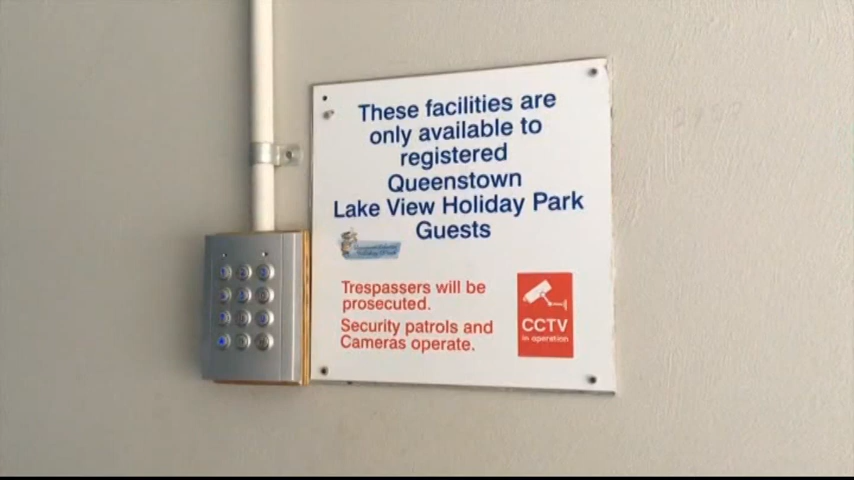 These facilities are
only available to
registered
Queenstown
Lake View Holiday Park
Guests
Trespassers will be
prosecuted.
Security patrols and
Cameras operate.
CCTV
in operation